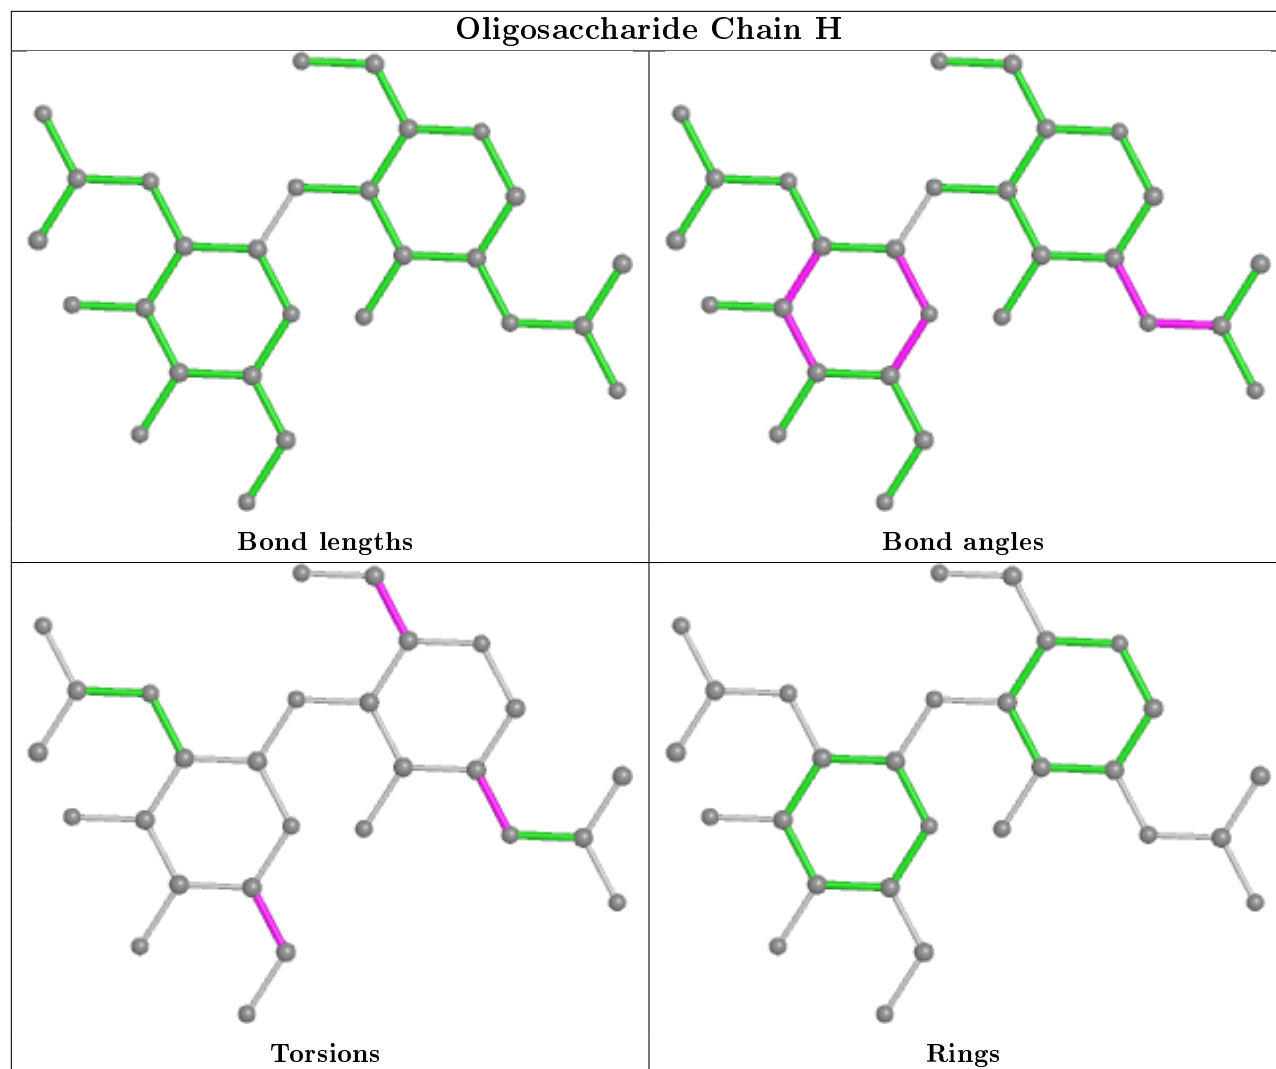 Oligosaccharide Chain H
Bond lengths
Bond angles
Torsions
Rings